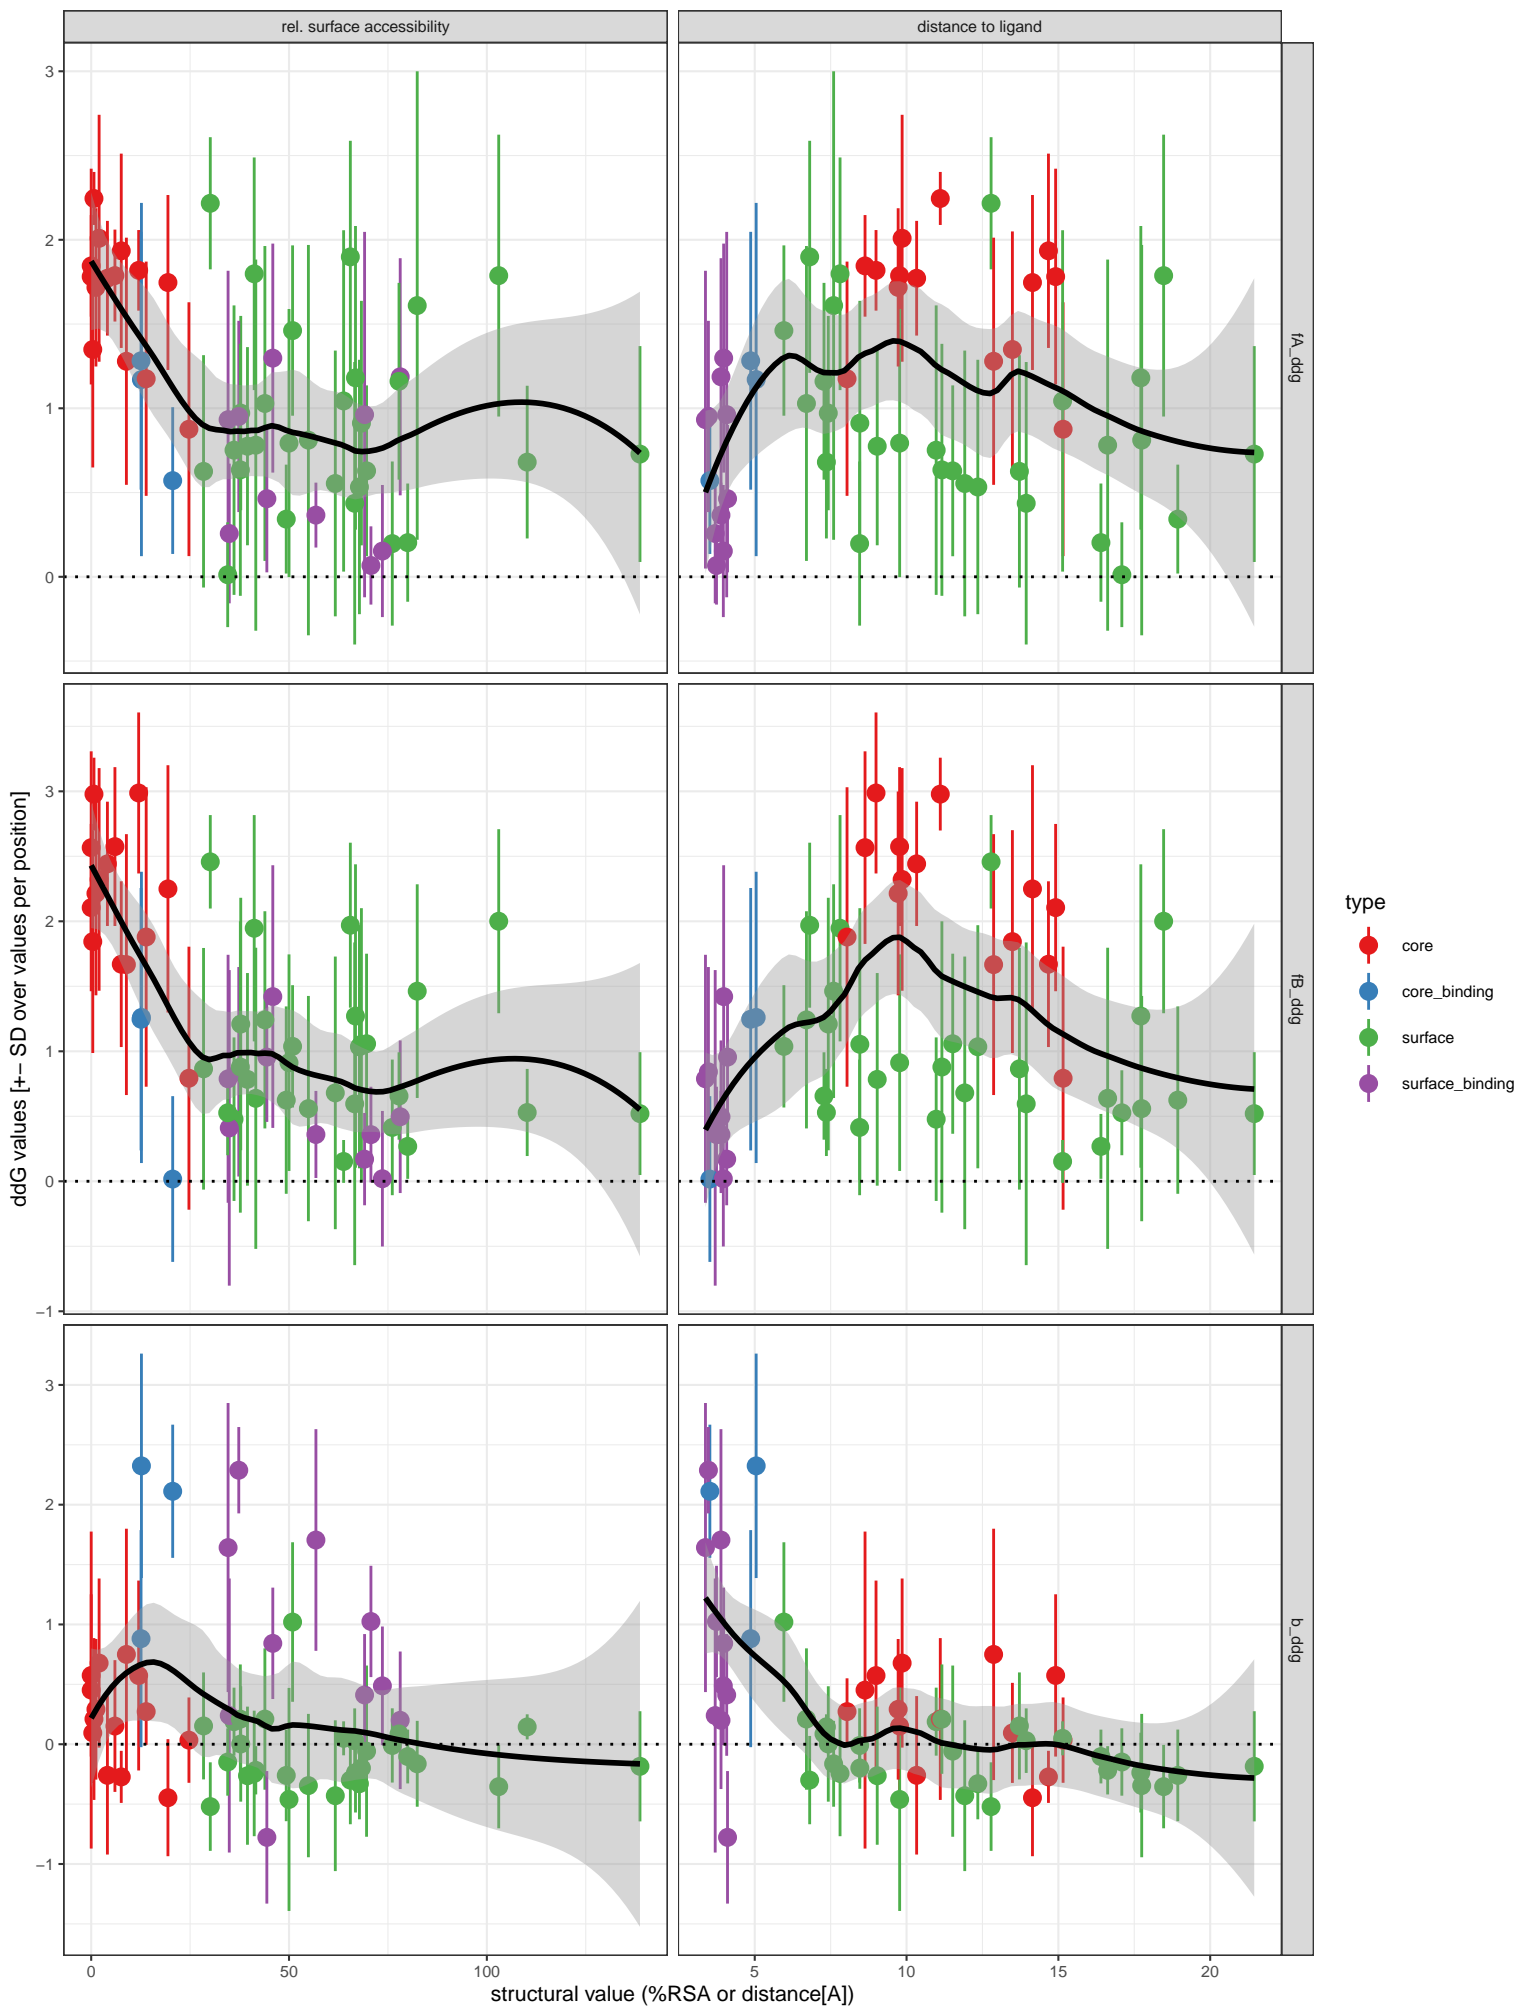 rel. surface accessibility
distance to ligand
3
2
1
0
fA_ddg
3
2
1
0
−1
fB_ddg
3
2
1
0
−1
b_ddg
0
50
100
5
10
15
20
structural value (%RSA or distance[A])
ddG values [+− SD over values per position]
type
core
core_binding
surface
surface_binding